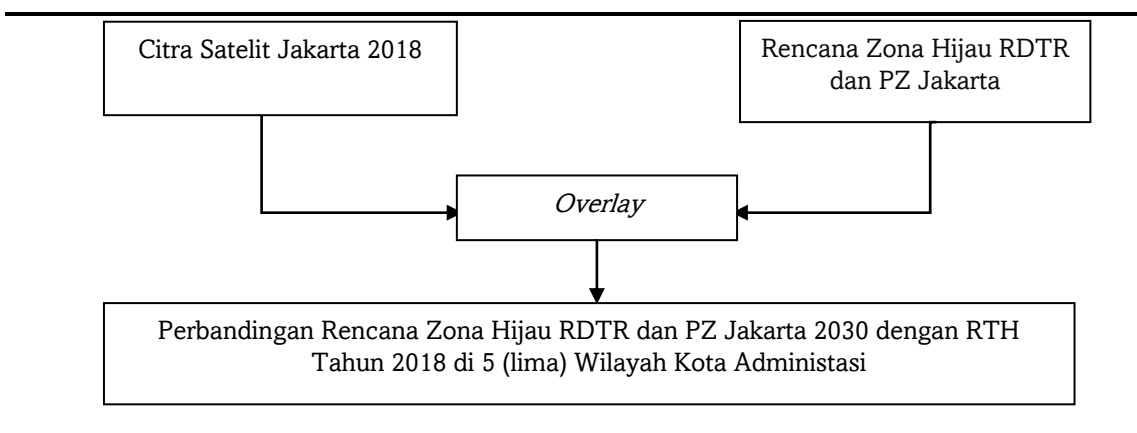 Citra Satelit Jakarta 2018
Rencana Zona Hijau RDTR
dan PZ Jakarta
Overlay
Perbandingan Rencana Zona Hijau RDTR dan PZ Jakarta 2030 dengan RTH
Tahun 2018 di 5 (lima) Wilayah Kota Administasi